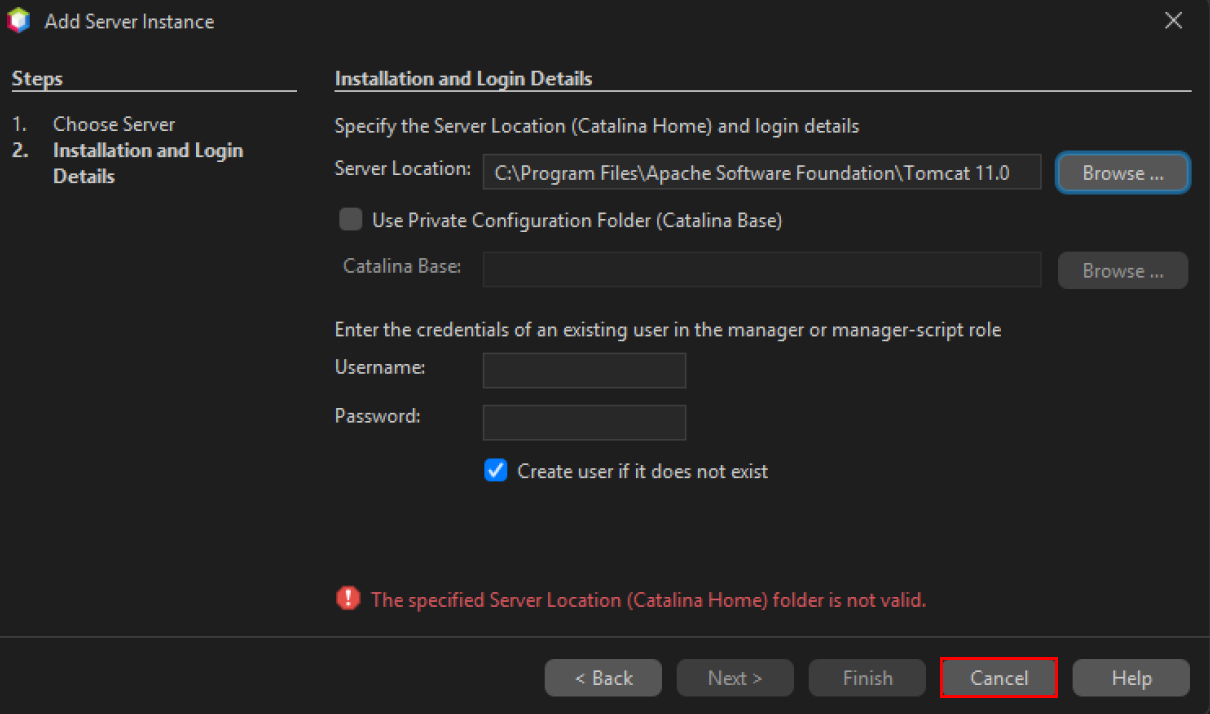 Add Server Instance
Steps
1. Choose Server
2. Installation and Login
Details
Installation and Login Details
Specify the Server Location (Catalina Home) and login details
Server Location: C:\Program Files\Apache Software Foundation\Tomcat 11.0 Browse ...
Use Private Configuration Folder (Catalina Base)
Catalina Base: Browse ...
Enter the credentials of an existing user in the manager or manager-script role
Username:
Password:
Create user if it does not exist
The specified Server Location (Catalina Home) folder is not valid.
< Back Next > Finish Cancel Help